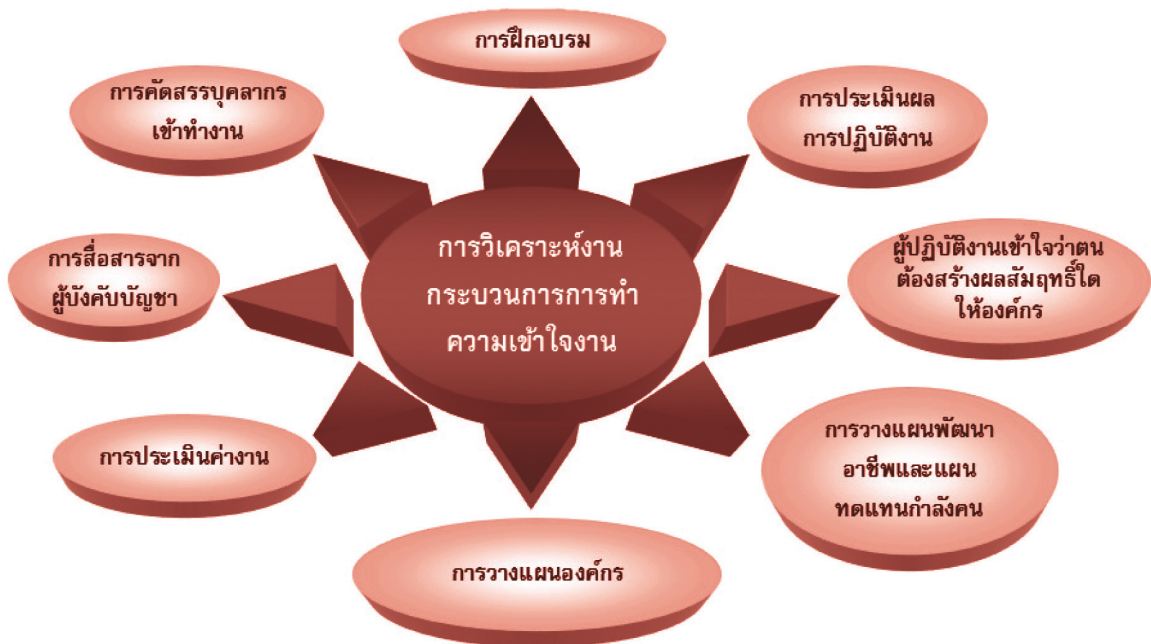 การฝึกอบรม
การคัดสรรบุคลากร
เข้าทำงาน
การประเมินผล
การปฏิบัติงาน
การสื่อสารจาก
ผู้บังคับบัญชา
การวิเคราะห์งาน
กระบวนการการทำ
ความเข้าใจงาน
ผู้ปฏิบัติงานเข้าใจว่าตน
ต้องสร้างผลสัมฤทธิ์ใด
ให้องค์กร
การประเมินค่างาน
การวางแผนพัฒนา
อาชีพและแผน
ทดแทนกำลังคน
การวางแผนองค์กร